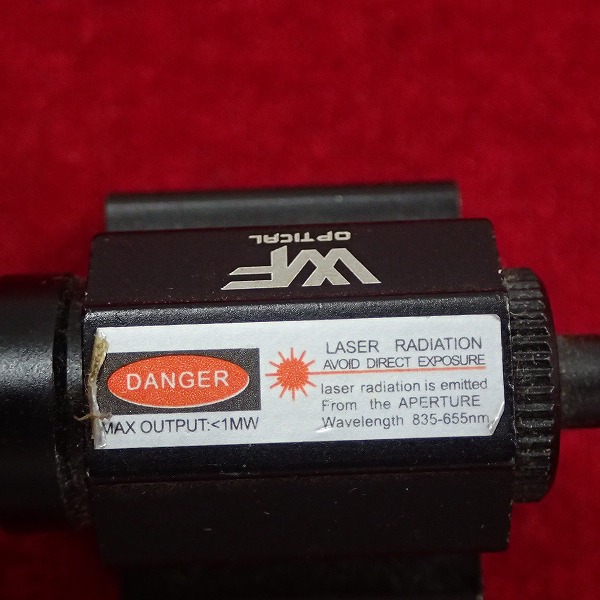 WF
OPTICAL
DANGER
MAX OUTPUT:<1MW
LASER RADIATION
AVOID DIRECT EXPOSURE
laser radiation is emitted
From the APERTURE
Wavelength 835-655nm